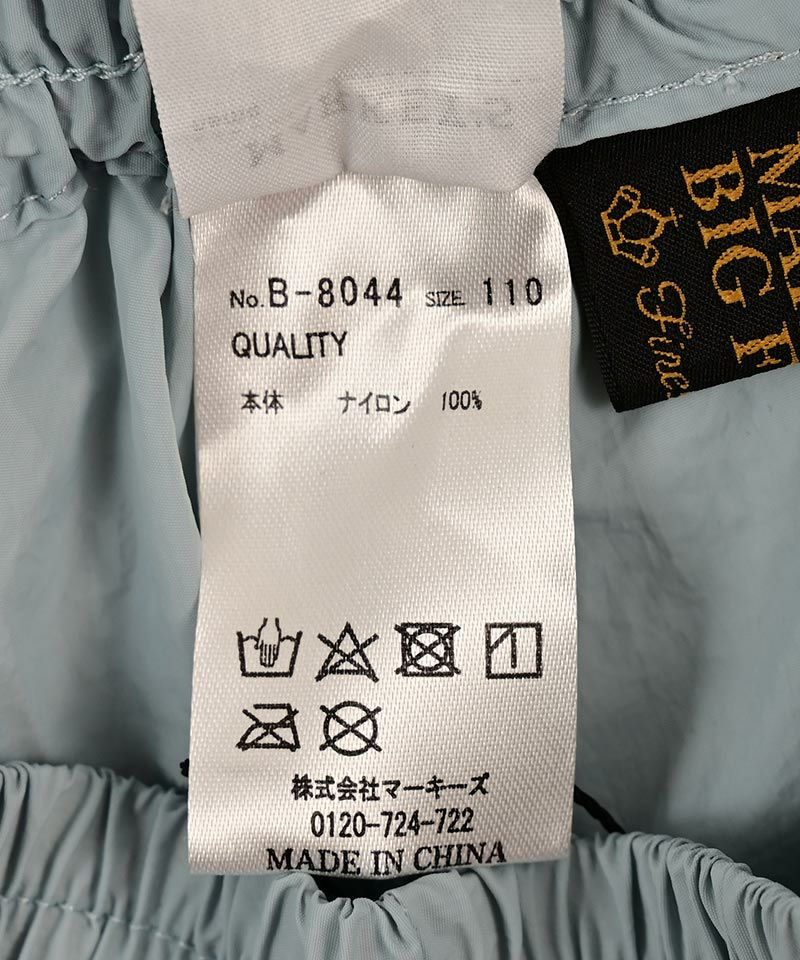 No. B-8044 SIZE 110
QUALITY
本体 ナイロン 100%
株式会社マーキーズ
0120-724-722
MADE IN CHINA
BIG